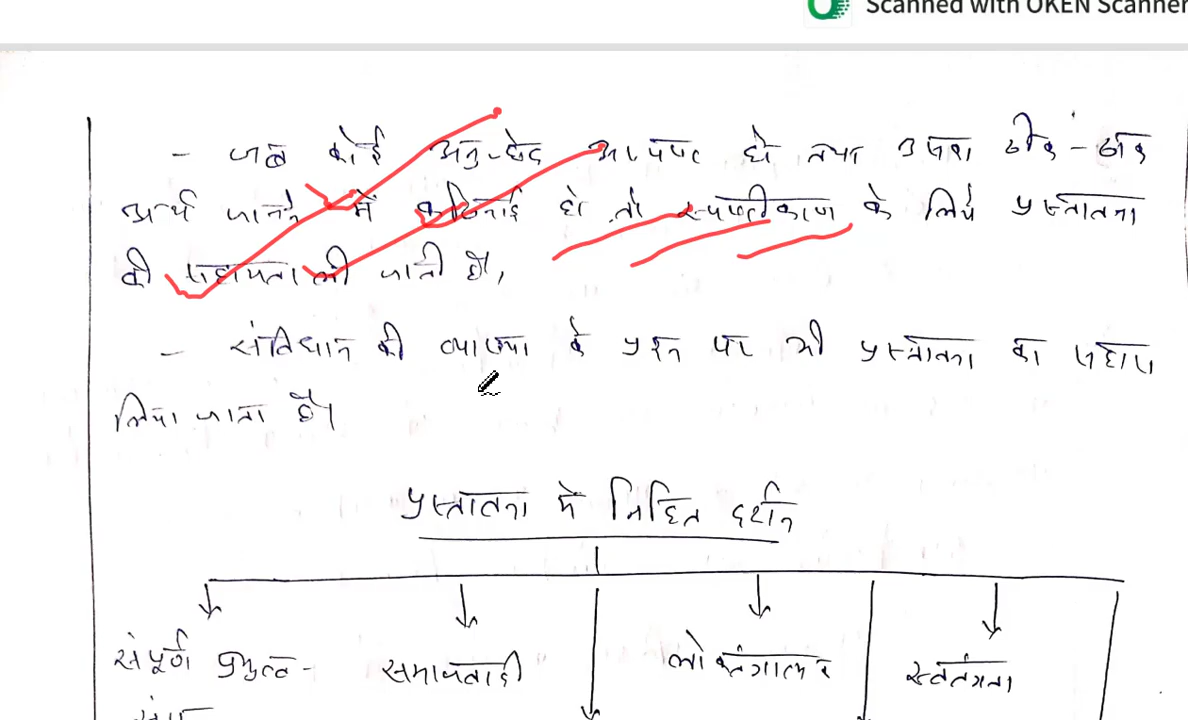 Scanned with OKEN Scanner
- जब कोई अनुच्छेद अस्पष्ट हो तथा उसका ठीक-ठीक
अर्थ जानने में कठिनाई हो तो स्पष्टीकरण के लिये प्रस्तावना
की सहायता ली जाती है,
- संविधान की व्याख्या के प्रश्न पर भी प्रस्तावना का सहारा
लिया जाता है।
प्रस्तावना में निहित दर्शन
संपूर्ण प्रभुत्व- समाजवादी लोकतंत्रात्मक स्वतंत्रता